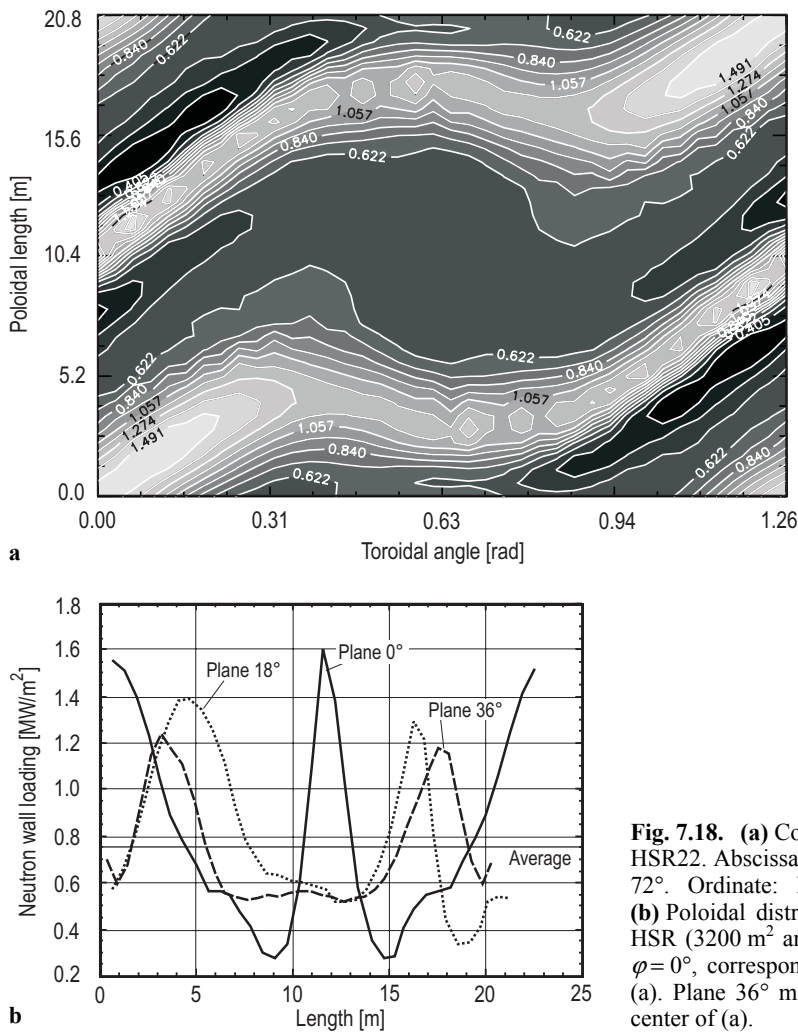 20.8
15.6
10.4
5.2
0.0
Poloidal length [m]
0.840
0.622
0.622
0.840
1.057
1.491
1.274
1.057
0.840
0.622
1.057
0.840
0.622
0.405
0.622
0.840
1.057
1.274
1.491
0.622
0.840
1.057
0.405
1.057
0.840
0.622
0.622
0.840
0.00
0.31
0.63
0.94
1.26
Toroidal angle [rad]
a
1.8
1.6
1.4
1.2
1.0
0.8
0.6
0.4
0.2
Neutron wall loading [MW/m²]
Plane 0°
Plane 18°
Plane 36°
Average
0
5
10
15
20
25
Length [m]
b
Fig. 7.18. (a) Co
HSR22. Abscissa
72°. Ordinate:
(b) Poloidal distr
HSR (3200 m² an
φ = 0°, correspon
(a). Plane 36° m
center of (a).